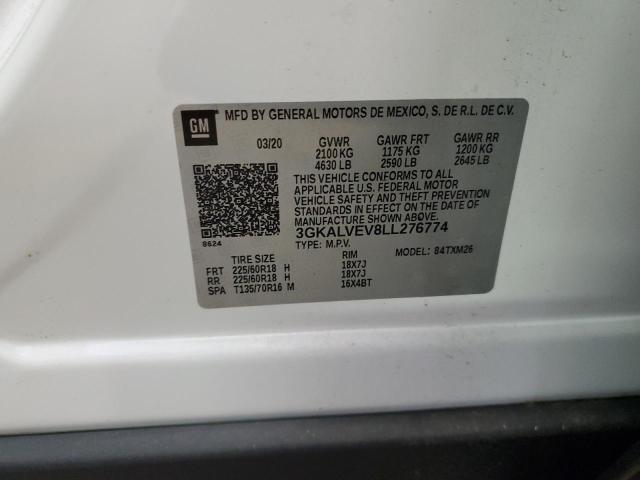 GM
MFD BY GENERAL MOTORS DE MEXICO, S. DE R.L. DE C.V.
03/20 GVWR GAWR FRT GAWR RR
2100 KG 1175 KG 1200 KG
4630 LB 2590 LB 2645 LB
THIS VEHICLE CONFORMS TO ALL
APPLICABLE U.S. FEDERAL MOTOR
VEHICLE SAFETY, BUMPER, AND THEFT
PREVENTION STANDARDS IN EFFECT
ON THE DATE OF MANUFACTURE SHOWN ABOVE.
3GKALVEV8LL276774
8624
TYPE: M.P.V. MODEL: 84TXM26
TIRE SIZE RIM
FRT 225/60R18 H 18X7J
RR 225/60R18 H 18X7J
SPA T135/70R16 M 16X4BT